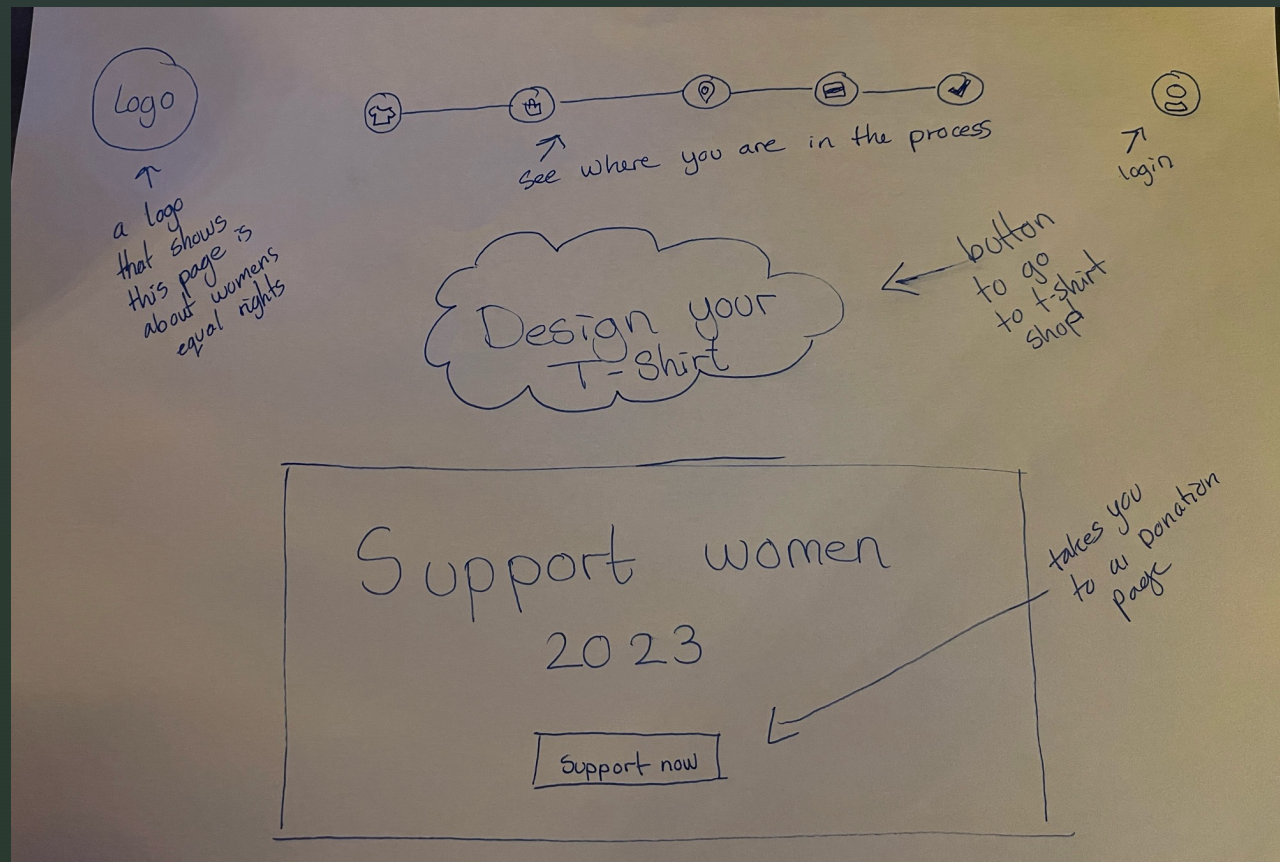 Logo
see where you are in the process
login
a logo
that shows
this page is
about womens
equal rights
button
to go
to t-shirt
shop
Design your
T-Shirt
takes you
to a Donation
page
Support women
2023
Support now